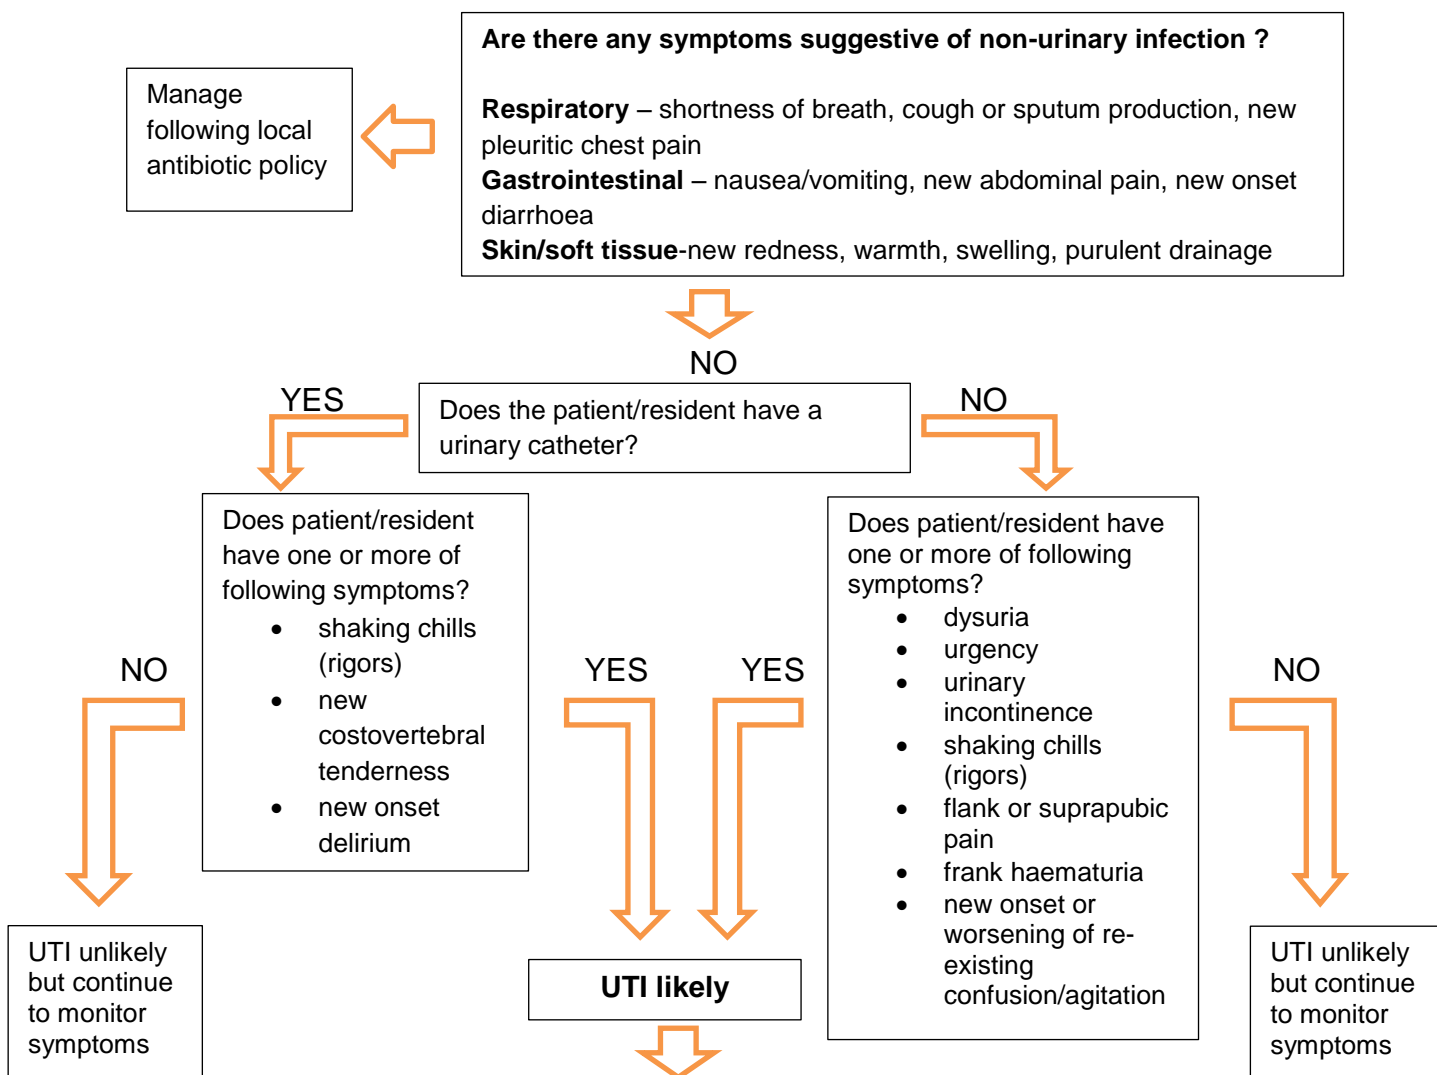 Are there any symptoms suggestive of non-urinary infection ?
Respiratory – shortness of breath, cough or sputum production, new
pleuritic chest pain
Gastrointestinal – nausea/vomiting, new abdominal pain, new onset
diarrhoea
Skin/soft tissue-new redness, warmth, swelling, purulent drainage
Manage
following local
antibiotic policy
NO
YES
Does the patient/resident have a
urinary catheter?
NO
Does patient/resident
have one or more of
following symptoms?
• shaking chills
(rigors)
• new
costovertebral
tenderness
• new onset
delirium
Does patient/resident have
one or more of following
symptoms?
• dysuria
• urgency
• urinary
incontinence
• shaking chills
(rigors)
• flank or suprapubic
pain
• frank haematuria
• new onset or
worsening of re-
existing
confusion/agitation
NO
YES
YES
NO
UTI unlikely
but continue
to monitor
symptoms
UTI likely
UTI unlikely
but continue
to monitor
symptoms